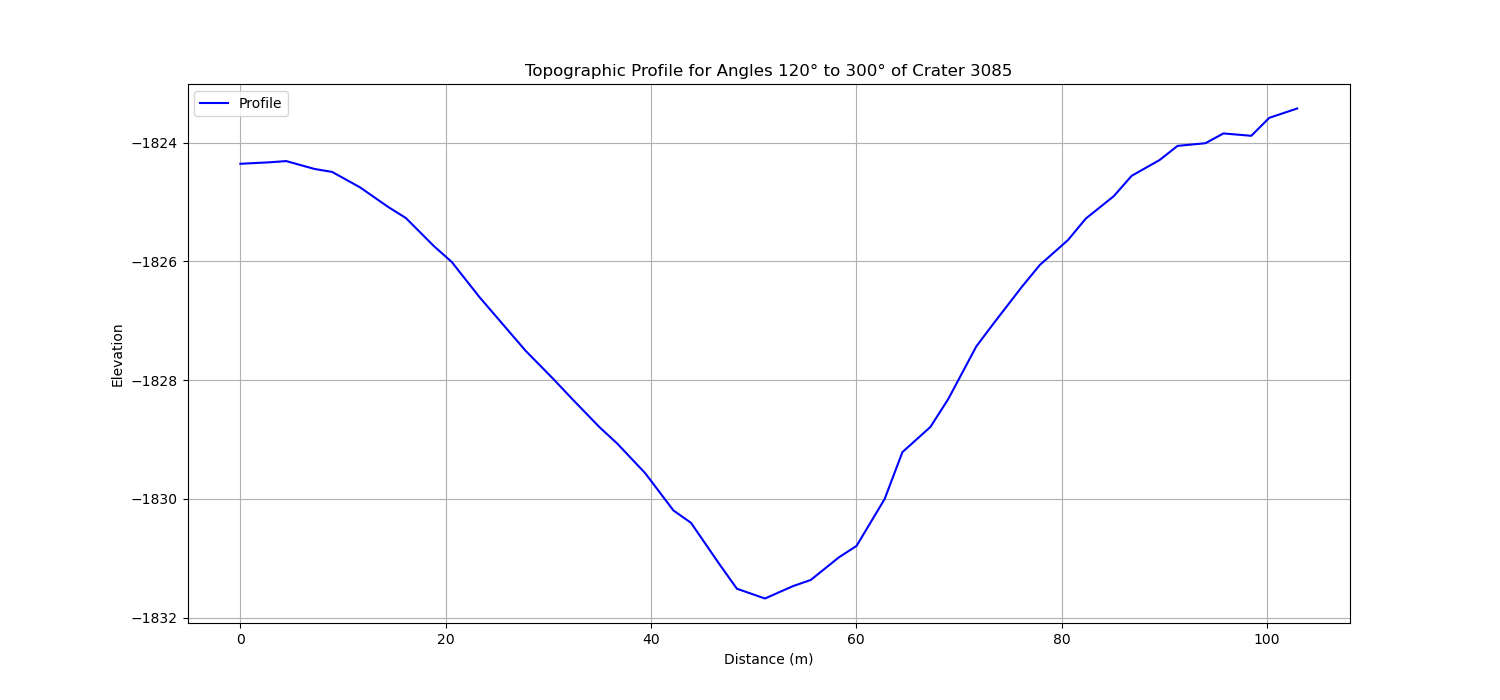 Topographic Profile for Angles 120° to 300° of Crater 3085
Profile
Elevation
−1824
−1826
−1828
−1830
−1832
0 20 40 60 80 100
Distance (m)